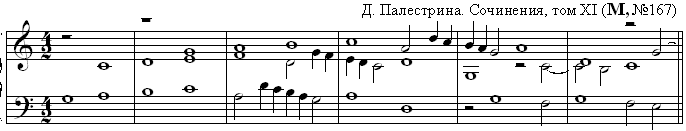 Д. Палестрина. Сочинения, том XI (М, №167)